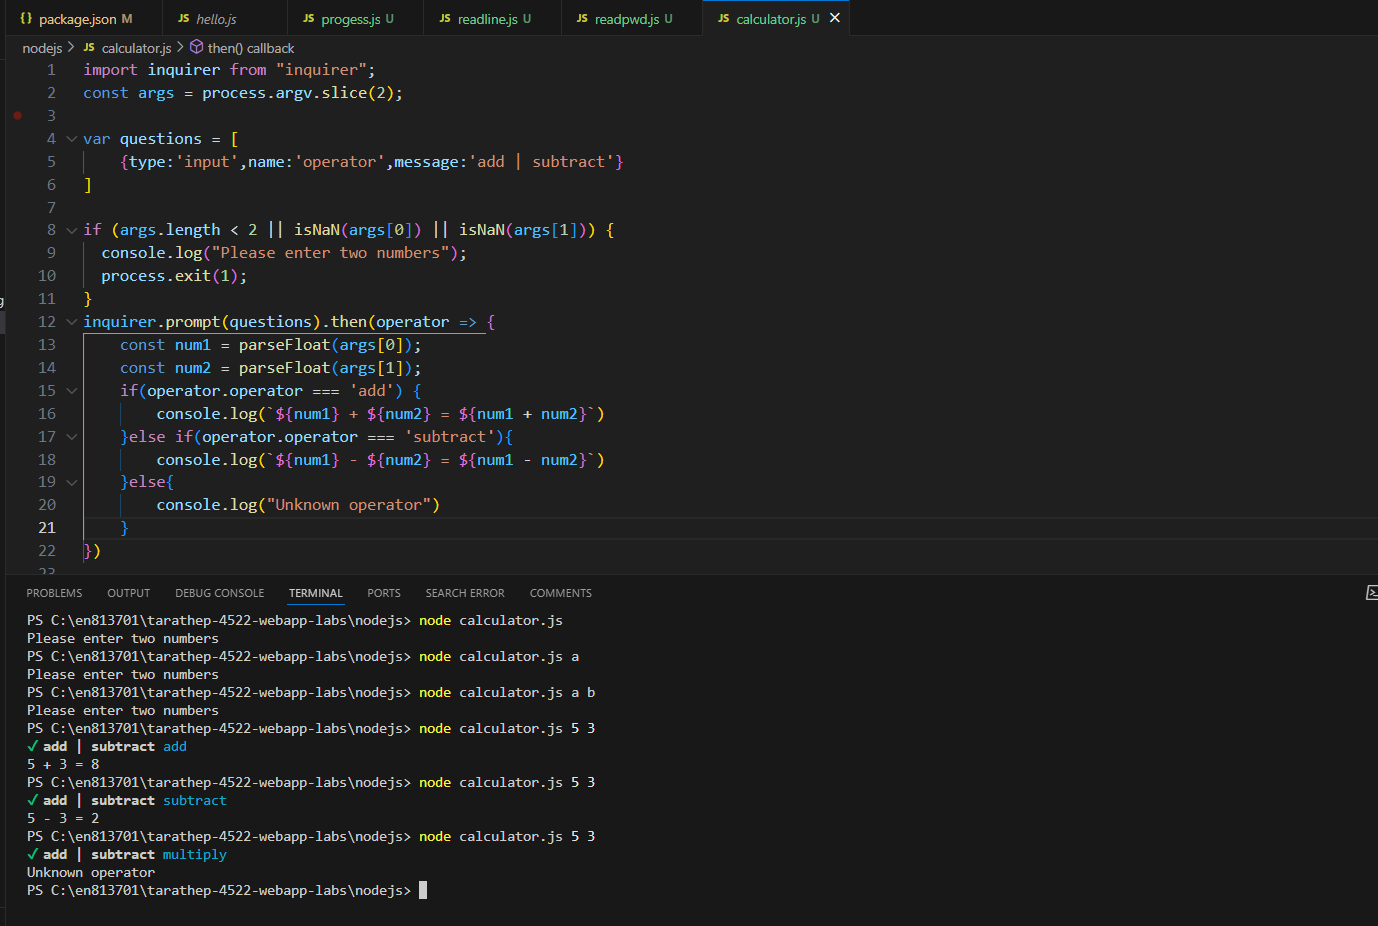 {} package.json M JS hello.js JS progess.js U JS readline.js U JS readpwd.js U JS calculator.js U ×
nodejs > JS calculator.js > then() callback
1 import inquirer from "inquirer";
2 const args = process.argv.slice(2);
3
4 var questions = [
5 {type:'input',name:'operator',message:'add | subtract'}
6 ]
7
8 if (args.length < 2 || isNaN(args[0]) || isNaN(args[1])) {
9 console.log("Please enter two numbers");
10 process.exit(1);
11 }
12 inquirer.prompt(questions).then(operator => {
13 const num1 = parseFloat(args[0]);
14 const num2 = parseFloat(args[1]);
15 if(operator.operator === 'add') {
16 console.log(`${num1} + ${num2} = ${num1 + num2}`)
17 }else if(operator.operator === 'subtract'){
18 console.log(`${num1} - ${num2} = ${num1 - num2}`)
19 }else{
20 console.log("Unknown operator")
21 }
22 })
23
PROBLEMS OUTPUT DEBUG CONSOLE TERMINAL PORTS SEARCH ERROR COMMENTS
PS C:\en813701\tarathep-4522-webapp-labs\nodejs> node calculator.js
Please enter two numbers
PS C:\en813701\tarathep-4522-webapp-labs\nodejs> node calculator.js a
Please enter two numbers
PS C:\en813701\tarathep-4522-webapp-labs\nodejs> node calculator.js a b
Please enter two numbers
PS C:\en813701\tarathep-4522-webapp-labs\nodejs> node calculator.js 5 3
✓ add | subtract add
5 + 3 = 8
PS C:\en813701\tarathep-4522-webapp-labs\nodejs> node calculator.js 5 3
✓ add | subtract subtract
5 - 3 = 2
PS C:\en813701\tarathep-4522-webapp-labs\nodejs> node calculator.js 5 3
✓ add | subtract multiply
Unknown operator
PS C:\en813701\tarathep-4522-webapp-labs\nodejs>